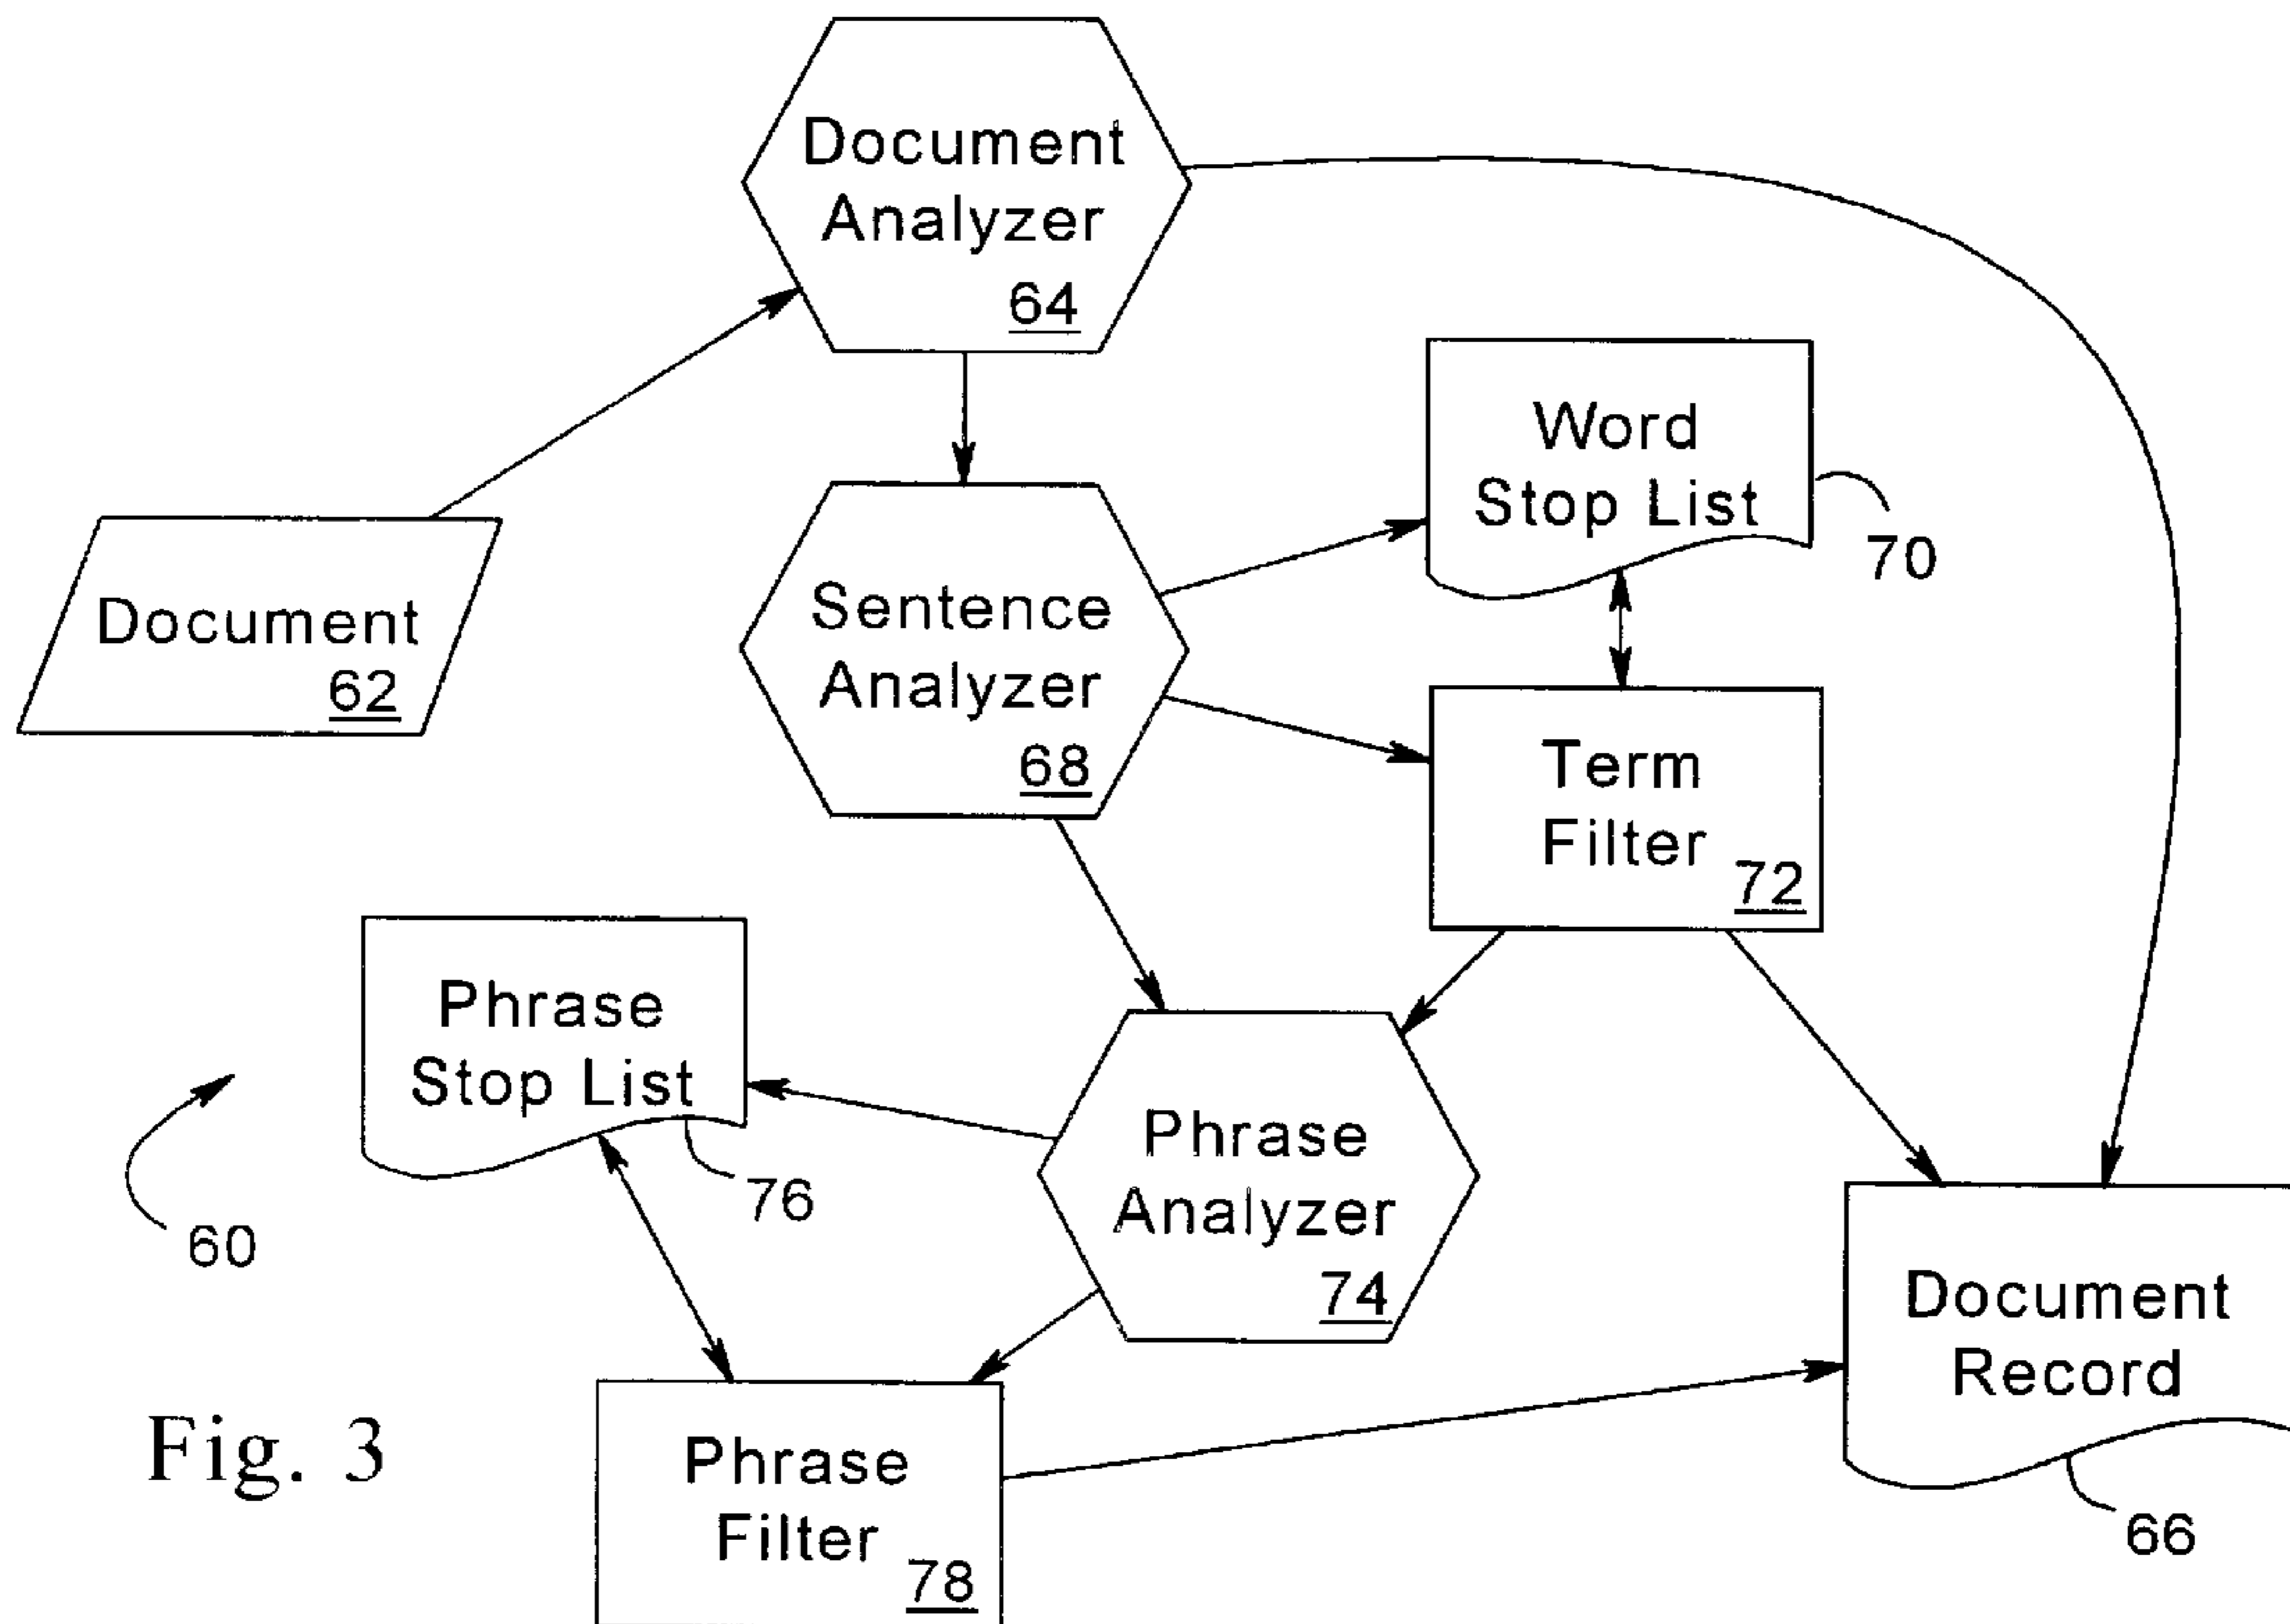 Document
Analyzer
64
Word
Stop List
70
Document
62
Sentence
Analyzer
68
Term
Filter
72
Phrase
Stop List
76
60
Phrase
Analyzer
74
Document
Record
66
Phrase
Filter
78
Fig. 3